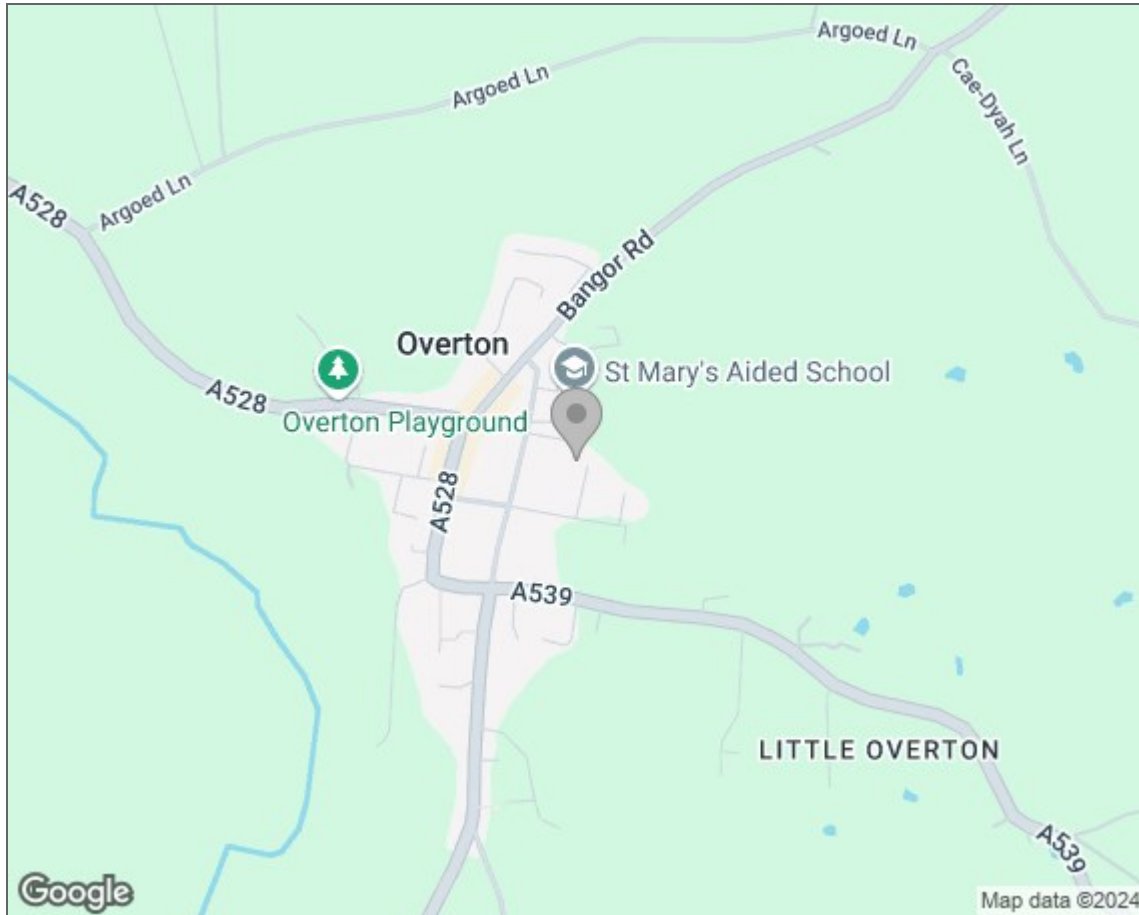 Argoed Ln
Argoed Ln
Cae-Dyah Ln
Argoed Ln
A528
Bangor Rd
Overton
St Mary's Aided School
A528
Overton Playground
A528
A539
LITTLE OVERTON
A539
Google
Map data ©2024